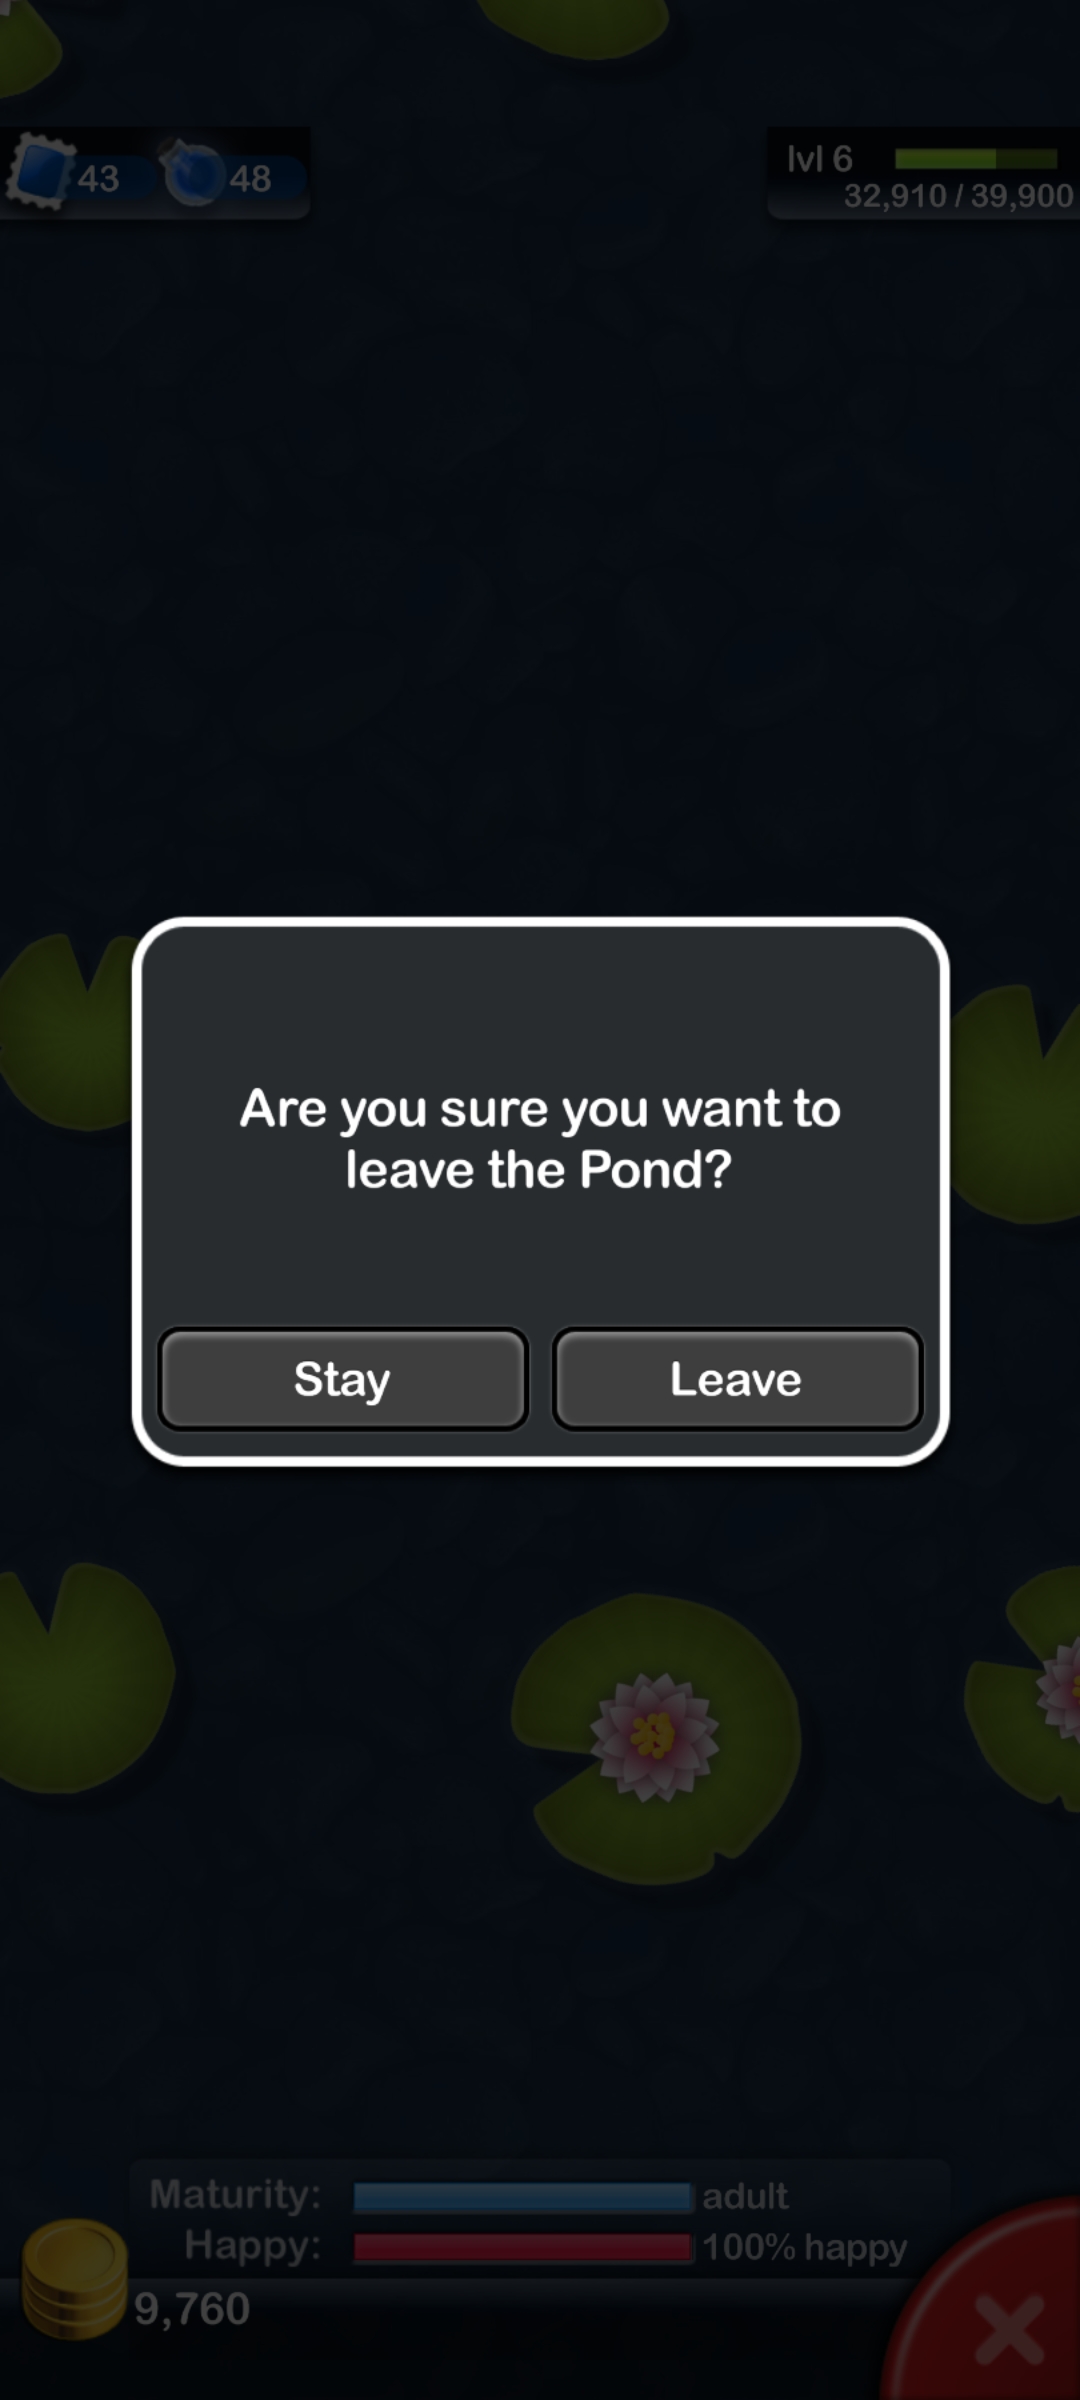 43 48
lvl 6
32,910 / 39,900
Are you sure you want to
leave the Pond?
Stay Leave
Maturity: adult
Happy: 100% happy
9,760